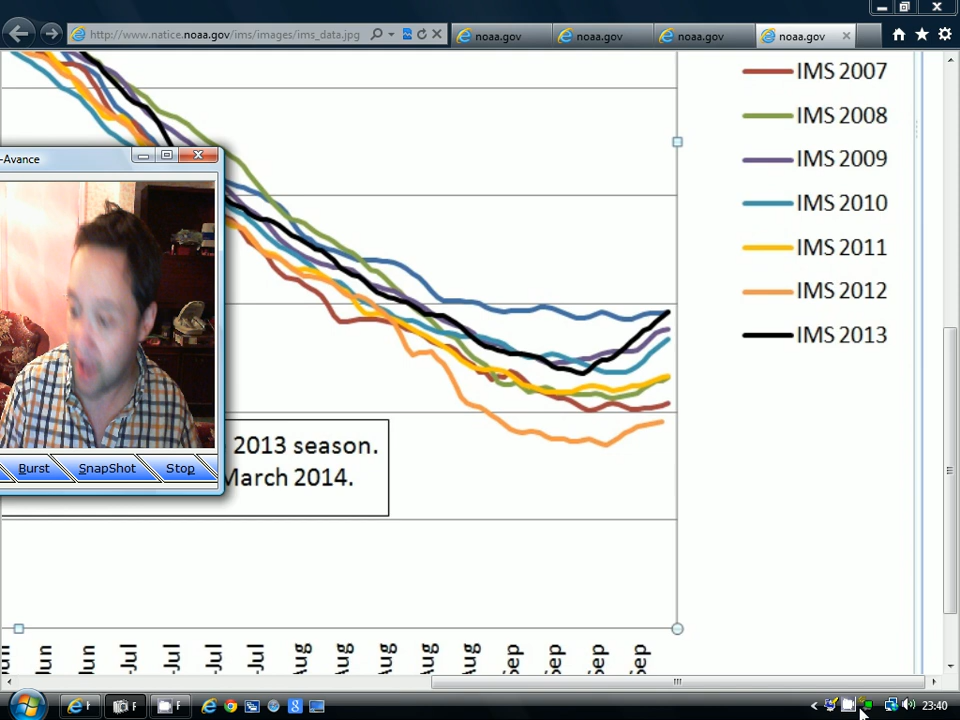 http://www.natice.noaa.gov/ims/images/ims_data.jpg
noaa.gov
noaa.gov
noaa.gov
noaa.gov
IMS 2007
IMS 2008
IMS 2009
IMS 2010
IMS 2011
IMS 2012
IMS 2013
-Avance
Burst
SnapShot
Stop
2013 season.
March 2014.
Jun
Jun
-Jul
-Jul
-Jul
-Jul
Aug
Aug
Aug
Aug
Aug
Sep
Sep
Sep
Sep
23:40